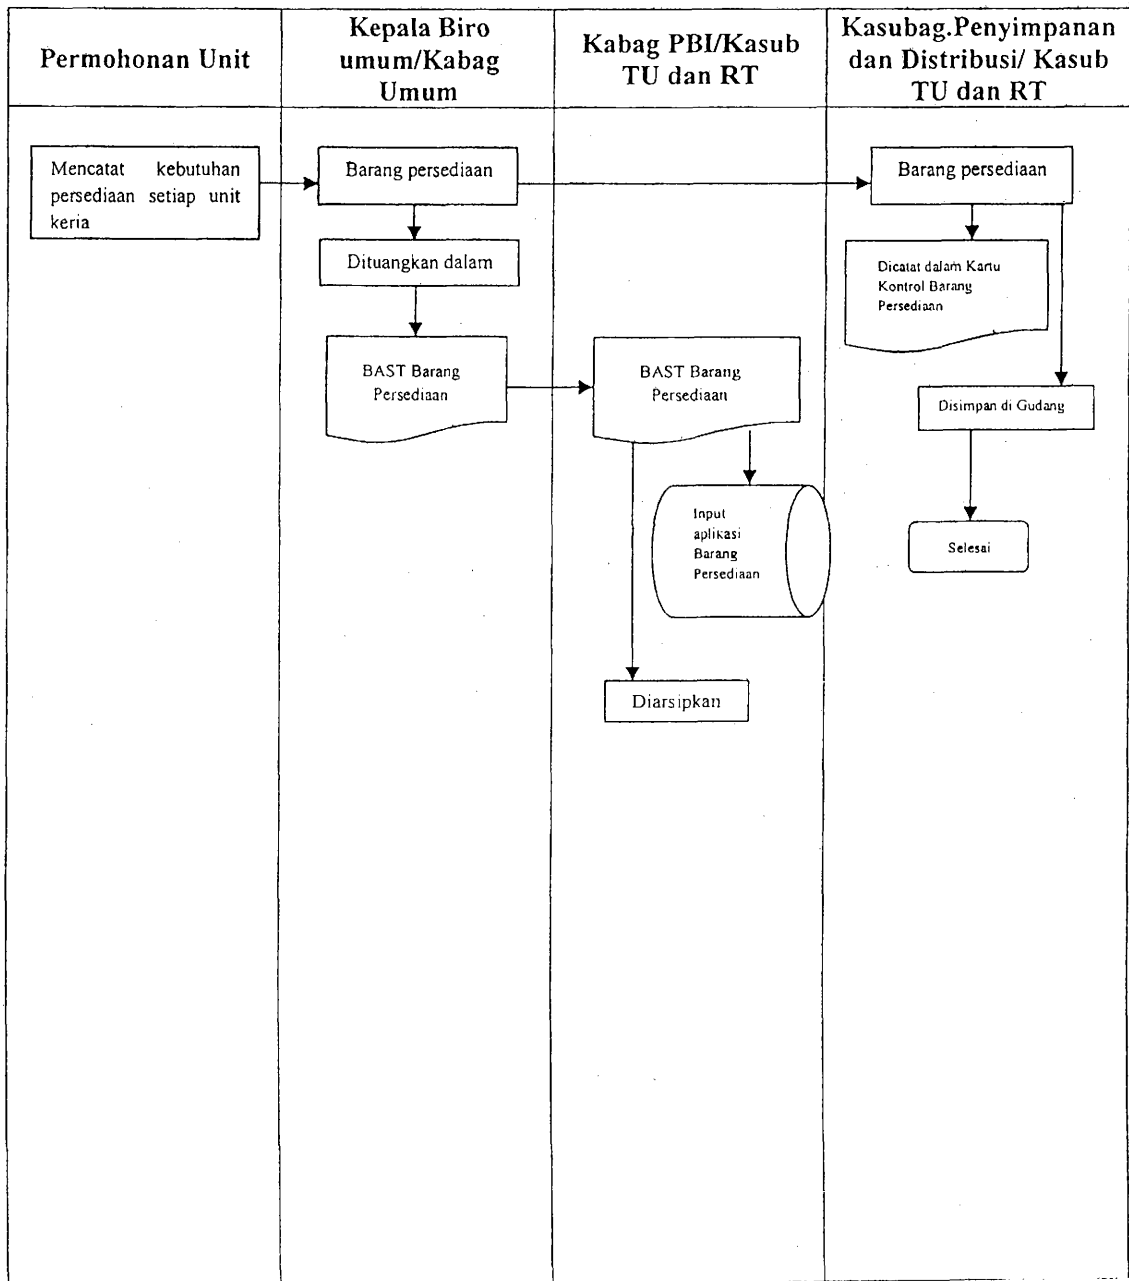 Permohonan Unit
Kepala Biro
umum/Kabag
Umum
Kabag PBI/Kasub
TU dan RT
Kasubag.Penyimpanan
dan Distribusi/ Kasub
TU dan RT
Mencatat kebutuhan
persediaan setiap unit
kerja
Barang persediaan
Dituangkan dalam
BAST Barang
Persediaan
BAST Barang
Persediaan
Input
aplikasi
Barang
Persediaan
Diarsipkan
Barang persediaan
Dicatat dalam Kartu
Kontrol Barang
Persediaan
Disimpan di Gudang
Selesai